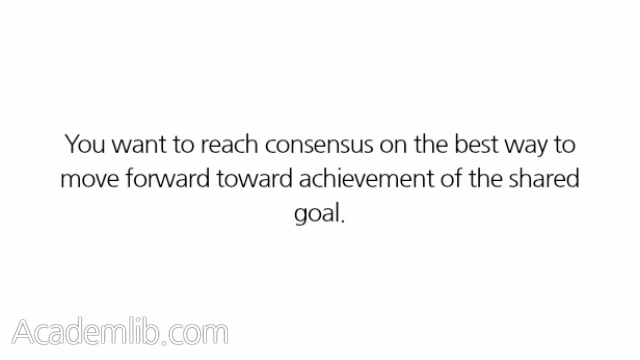 You want to reach consensus on the best way to
move forward toward achievement of the shared
goal.
Academlib.com